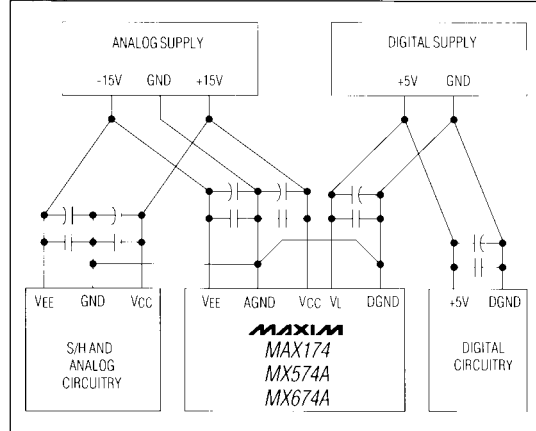 ANALOG SUPPLY
-15V GND +15V
DIGITAL SUPPLY
+5V GND
VEE GND VCC
S/H AND
ANALOG
CIRCUITRY
VEE AGND VCC VL DGND
MAXIM
MAX174
MX574A
MX674A
+5V DGND
DIGITAL
CIRCUITRY